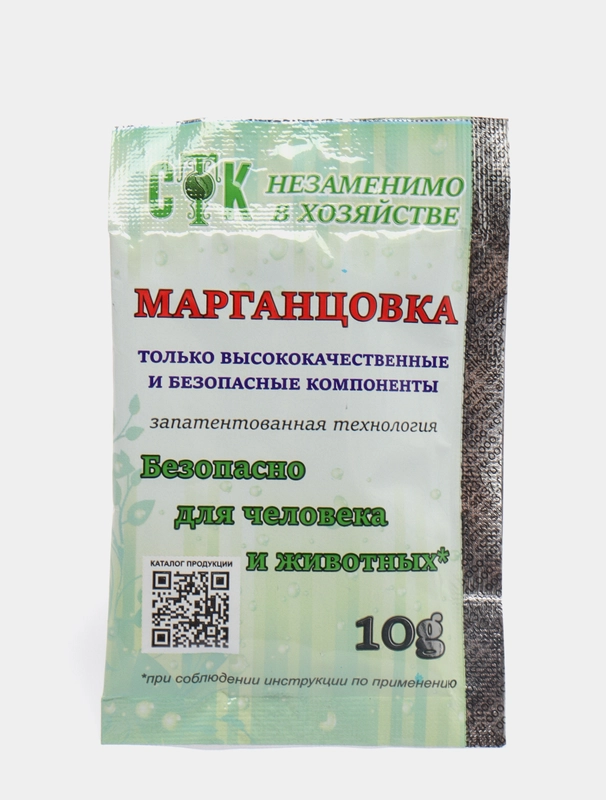 СТК
НЕЗАМЕНИМО
В ХОЗЯЙСТВЕ
МАРГАНЦОВКА
ТОЛЬКО ВЫСОКОКАЧЕСТВЕННЫЕ
И БЕЗОПАСНЫЕ КОМПОНЕНТЫ
запатентованная технология
Безопасно
для человека
и животных*
КАТАЛОГ ПРОДУКЦИИ
10g
*при соблюдении инструкции по применению